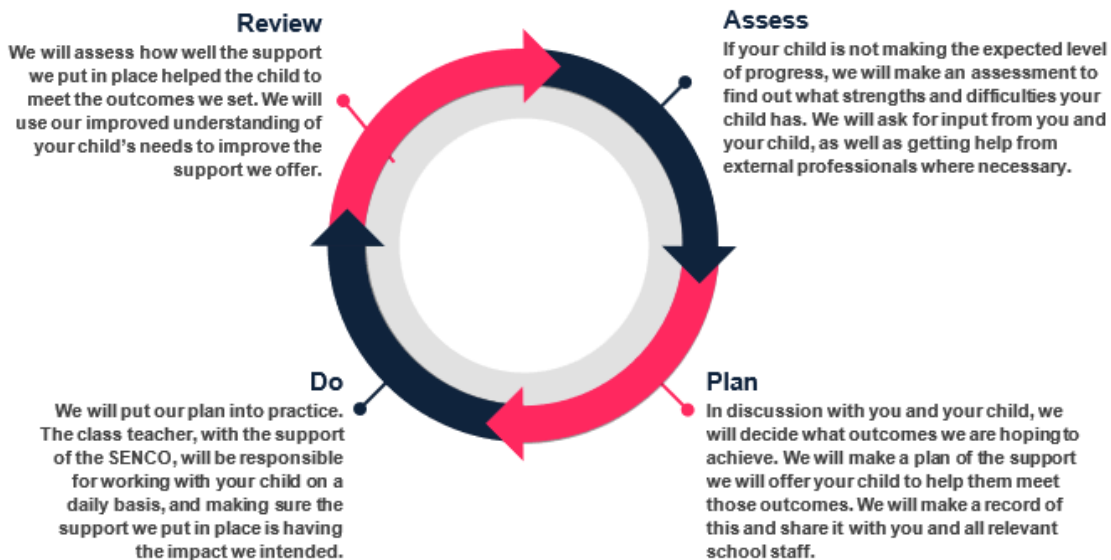 Review
We will assess how well the support
we put in place helped the child to
meet the outcomes we set. We will
use our improved understanding of
your child's needs to improve the
support we offer.
Assess
If your child is not making the expected level
of progress, we will make an assessment to
find out what strengths and difficulties your
child has. We will ask for input from you and
your child, as well as getting help from
external professionals where necessary.
Do
We will put our plan into practice.
The class teacher, with the support
of the SENCO, will be responsible
for working with your child on a
daily basis, and making sure the
support we put in place is having
the impact we intended.
Plan
In discussion with you and your child, we
will decide what outcomes we are hoping to
achieve. We will make a plan of the support
we will offer your child to help them meet
those outcomes. We will make a record of
this and share it with you and all relevant
school staff.